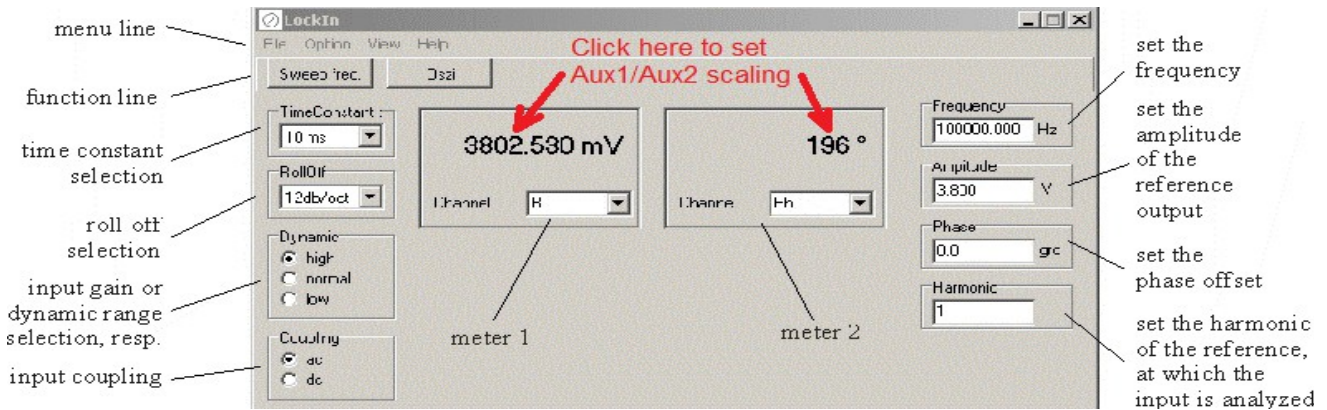 menu line
function line
time constant
selection
roll off
selection
input gain or
dynamic range
selection, resp.
input coupling
LockIn
File Option View Help
Click here to set
Aux1/Aux2 scaling
Sweep frec. Oszi
TimeConstant :
10 ms
RollOff
12db/oct
Dynamic
high
normal
low
Coupling
ac
dc
3802.530 mV
Channel R
meter 1
196 °
Channel
meter 2
Frequency
100000.000 Hz
Amplitude
3.800 V
Phase
0.0
Harmonic
1
set the
frequency
set the
amplitude
of the
reference
output
set the
phase offset
set the harmonic
of the reference,
at which the
input is analyzed